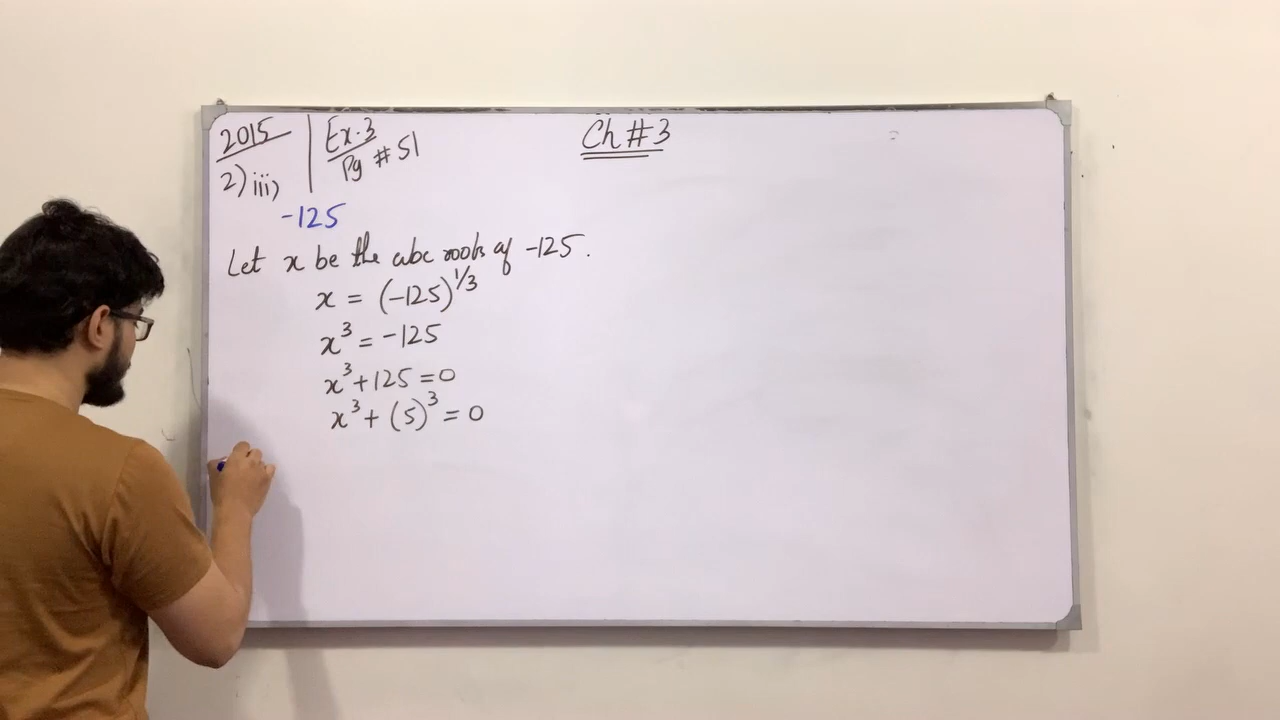 2015
2) iii,
Ex.3
Pg # 51
Ch # 3
-125
Let x be the cube roots of -125.
x = (-125)^1/3
x³ = -125
x³ + 125 = 0
x³ + (5)³ = 0